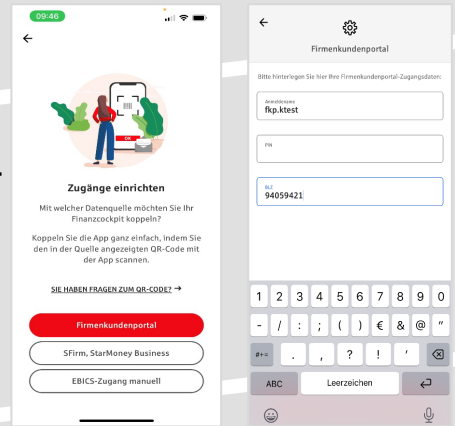 09:46
Zugänge einrichten
Mit welcher Datenquelle möchten Sie Ihr
Finanzcockpit koppeln?
Koppeln Sie die App ganz einfach, indem Sie
den in der Quelle angezeigten QR-Code mit
der App scannen.
SIE HABEN FRAGEN ZUM QR-CODE? →
Firmenkundenportal
SFirm, StarMoney Business
EBICS-Zugang manuell
Firmenkundenportal
Bitte hinterlegen Sie hier Ihre Firmenkundenportal-Zugangsdaten:
Anmeldename
fkp.ktest
PIN
BLZ
94059421
1 2 3 4 5 6 7 8 9 0
- / : ; ( ) € & @ "
#+= . , ? ! '
ABC Leerzeichen